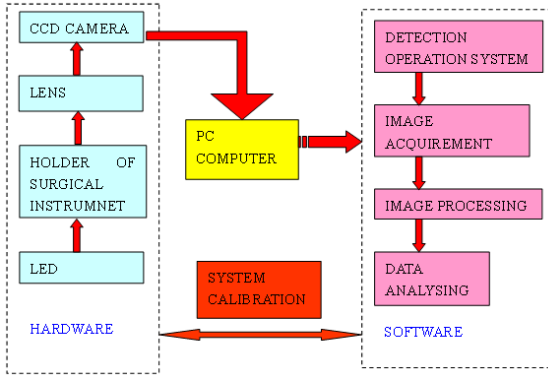 CCD CAMERA
LENS
HOLDER OF
SURGICAL
INSTRUMNET
LED
HARDWARE
PC
COMPUTER
SYSTEM
CALIBRATION
DETECTION
OPERATION SYSTEM
IMAGE
ACQUIREMENT
IMAGE PROCESSING
DATA
ANALYSING
SOFTWARE